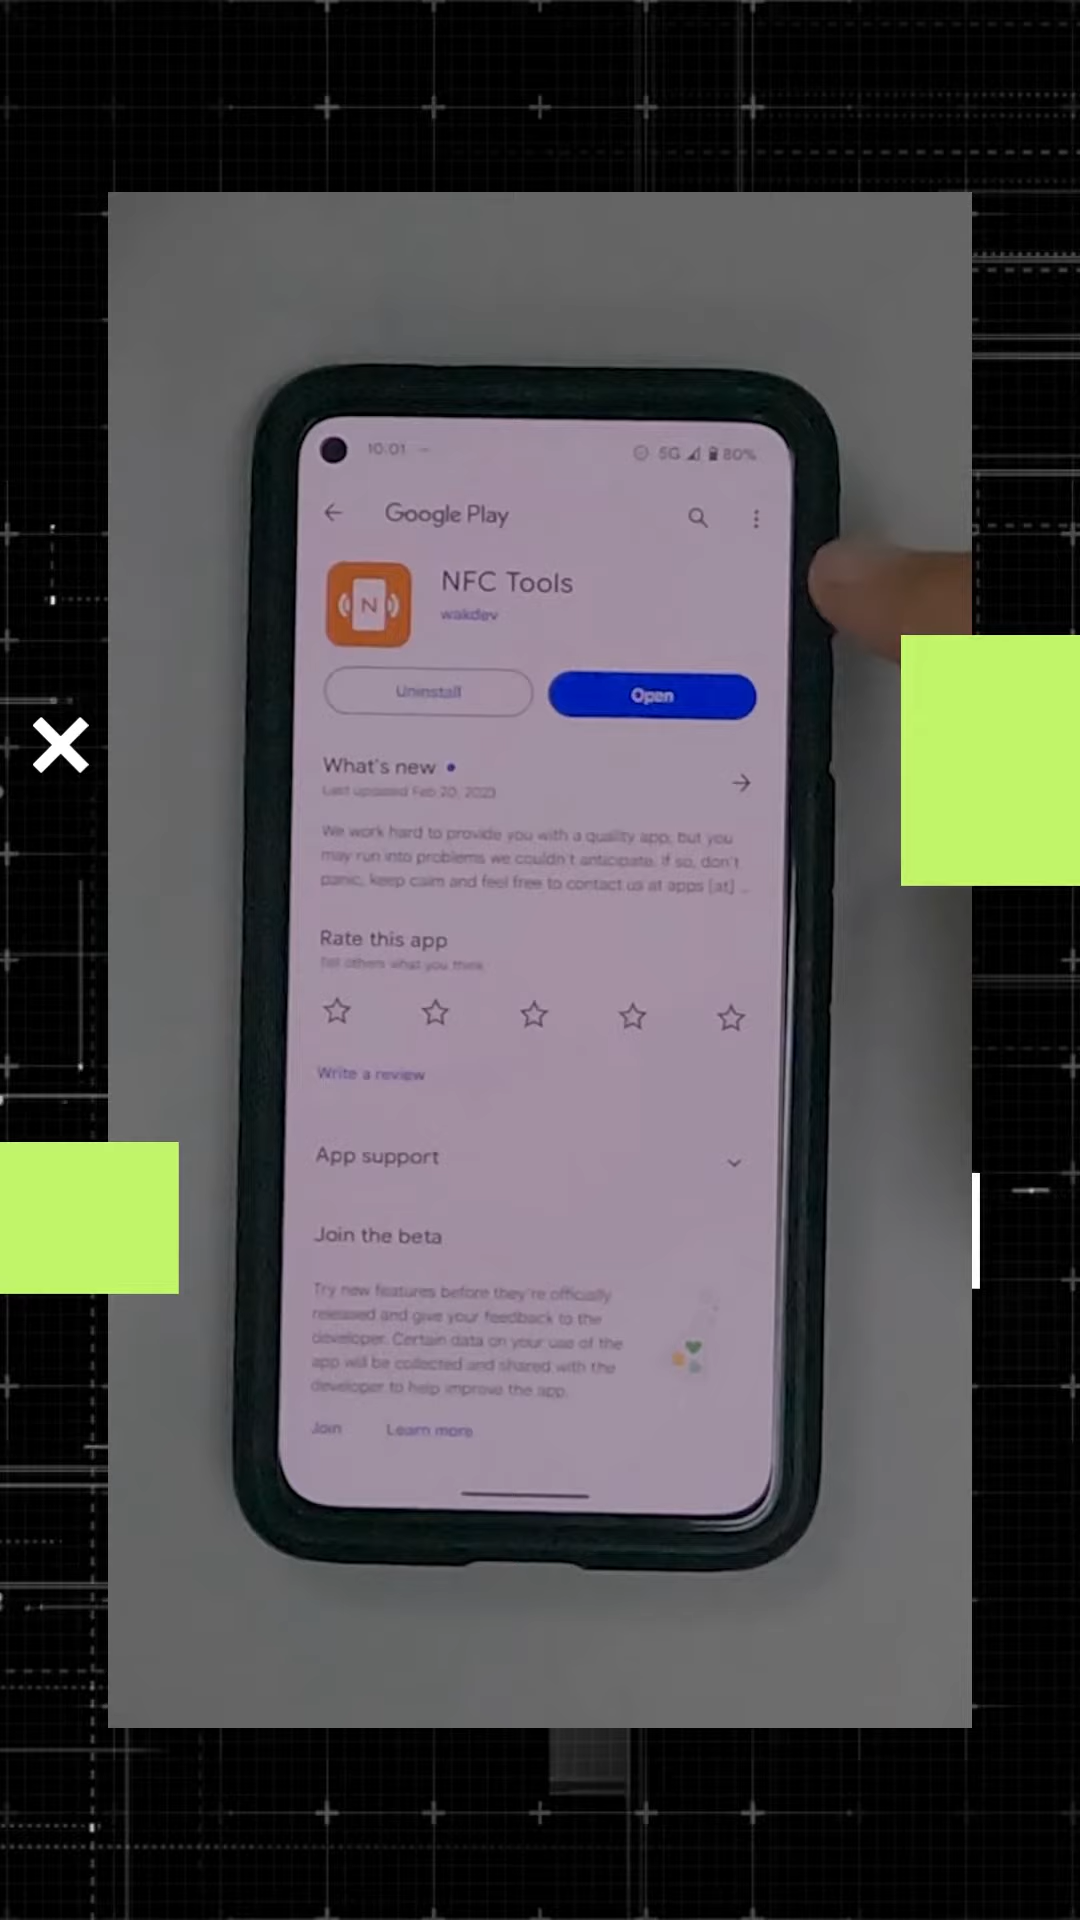 10:01
5G 80%
Google Play
N
NFC Tools
wakdev
Uninstall
Open
What's new
Last updated Feb 20, 2023
We work hard to provide you with a quality app, but you
may run into problems we couldn't anticipate. If so, don't
panic, keep calm and feel free to contact us at apps [at] ...
Rate this app
Tell others what you think
Write a review
App support
Join the beta
Try new features before they're officially
released and give your feedback to the
developer. Certain data on your use of the
app will be collected and shared with the
developer to help improve the app.
Join
Learn more